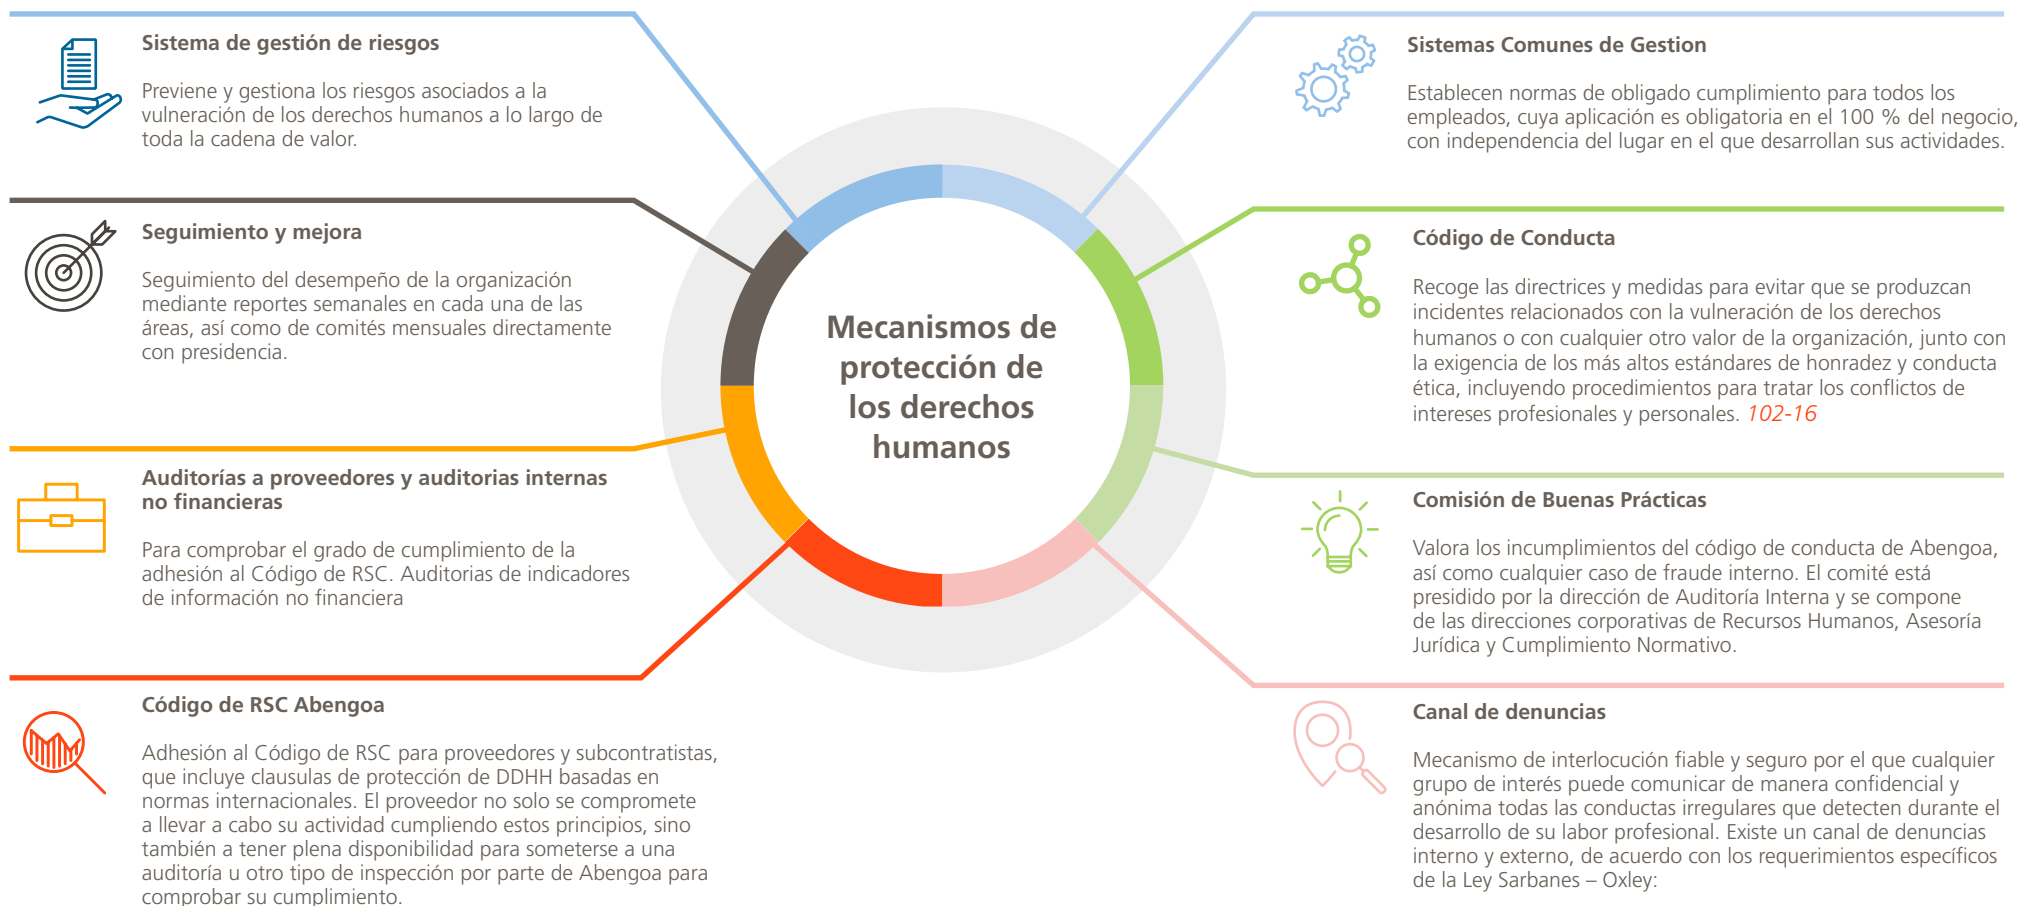 Sistema de gestión de riesgos
Previene y gestiona los riesgos asociados a la
vulneración de los derechos humanos a lo largo de
toda la cadena de valor.
Seguimiento y mejora
Seguimiento del desempeño de la organización
mediante reportes semanales en cada una de las
áreas, así como de comités mensuales directamente
con presidencia.
Auditorías a proveedores y auditorias internas
no financieras
Para comprobar el grado de cumplimiento de la
adhesión al Código de RSC. Auditorias de indicadores
de información no financiera
Código de RSC Abengoa
Adhesión al Código de RSC para proveedores y subcontratistas,
que incluye clausulas de protección de DDHH basadas en
normas internacionales. El proveedor no solo se compromete
a llevar a cabo su actividad cumpliendo estos principios, sino
también a tener plena disponibilidad para someterse a una
auditoría u otro tipo de inspección por parte de Abengoa para
comprobar su cumplimiento.
Mecanismos de
protección de
los derechos
humanos
Sistemas Comunes de Gestion
Establecen normas de obligado cumplimiento para todos los
empleados, cuya aplicación es obligatoria en el 100 % del negocio,
con independencia del lugar en el que desarrollan sus actividades.
Código de Conducta
Recoge las directrices y medidas para evitar que se produzcan
incidentes relacionados con la vulneración de los derechos
humanos o con cualquier otro valor de la organización, junto con
la exigencia de los más altos estándares de honradez y conducta
ética, incluyendo procedimientos para tratar los conflictos de
intereses profesionales y personales. 102-16
Comisión de Buenas Prácticas
Valora los incumplimientos del código de conducta de Abengoa,
así como cualquier caso de fraude interno. El comité está
presidido por la dirección de Auditoría Interna y se compone
de las direcciones corporativas de Recursos Humanos, Asesoría
Jurídica y Cumplimiento Normativo.
Canal de denuncias
Mecanismo de interlocución fiable y seguro por el que cualquier
grupo de interés puede comunicar de manera confidencial y
anónima todas las conductas irregulares que detecten durante el
desarrollo de su labor profesional. Existe un canal de denuncias
interno y externo, de acuerdo con los requerimientos específicos
de la Ley Sarbanes – Oxley: